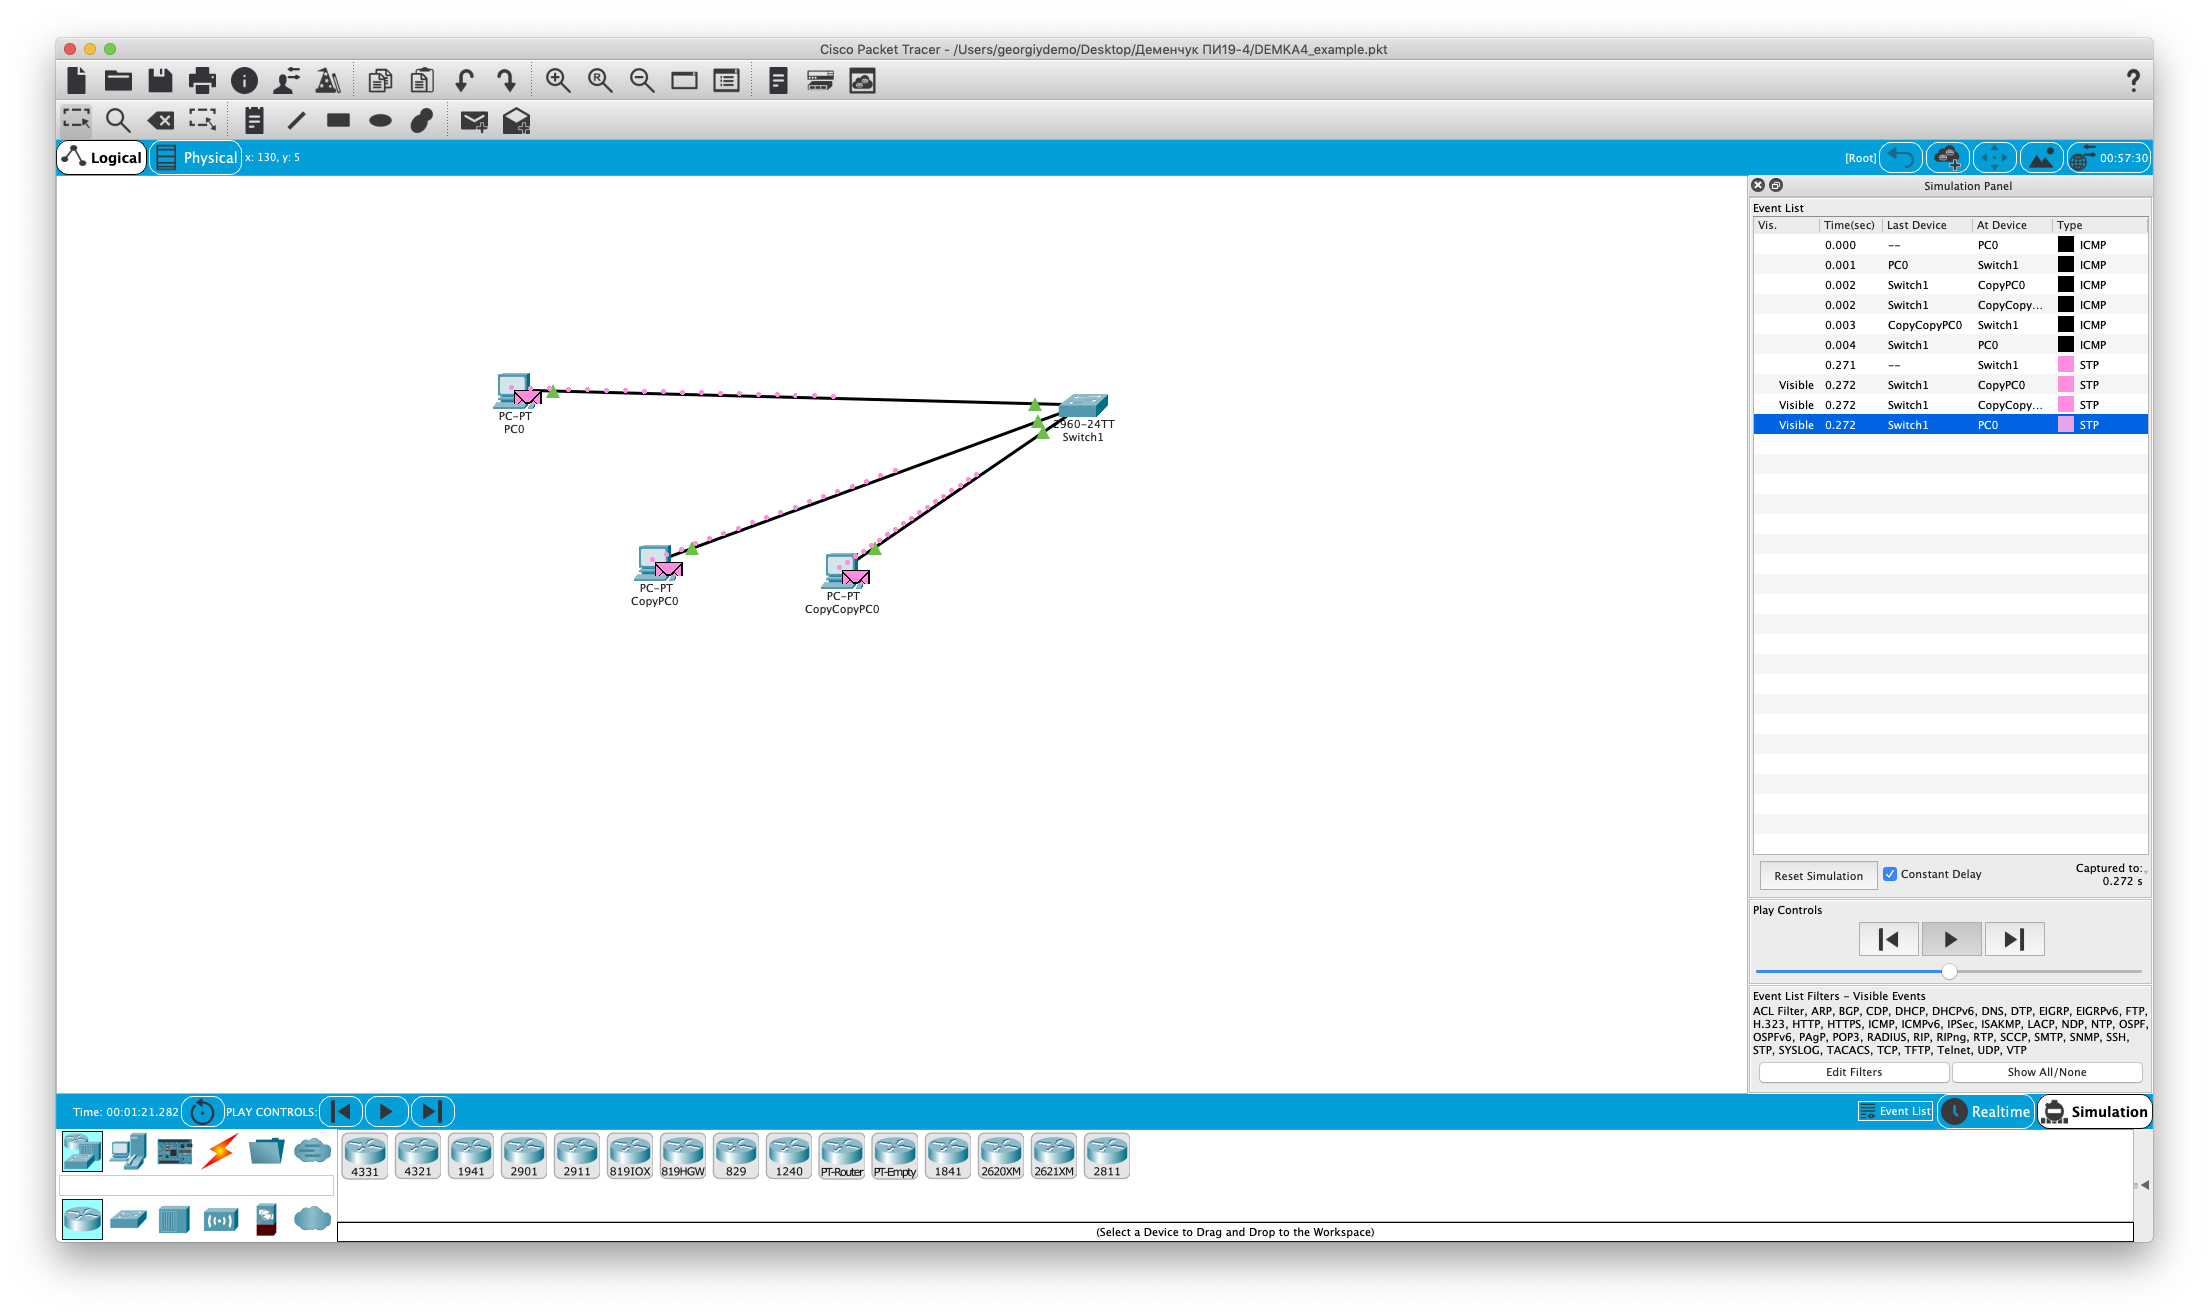 Cisco Packet Tracer - /Users/georgiydemo/Desktop/Деменчук ПИ19-4/DEMKA4_example.pkt
Logical Physical x: 130, y: 5 [Root] 00:57:30
Simulation Panel
Event List
Vis. Time(sec) Last Device At Device Type
0.000 -- PC0 ICMP
0.001 PC0 Switch1 ICMP
0.002 Switch1 CopyPC0 ICMP
0.002 Switch1 CopyCopy... ICMP
0.003 CopyCopyPC0 Switch1 ICMP
0.004 Switch1 PC0 ICMP
0.271 -- Switch1 STP
Visible 0.272 Switch1 CopyPC0 STP
Visible 0.272 Switch1 CopyCopy... STP
Visible 0.272 Switch1 PC0 STP
PC-PT
PC0
2960-24TT
Switch1
PC-PT
CopyPC0
PC-PT
CopyCopyPC0
Reset Simulation Constant Delay Captured to:
0.272 s
Play Controls
Event List Filters - Visible Events
ACL Filter, ARP, BGP, CDP, DHCP, DHCPv6, DNS, DTP, EIGRP, EIGRPv6, FTP,
H.323, HTTP, HTTPS, ICMP, ICMPv6, IPSec, ISAKMP, LACP, NDP, NTP, OSPF,
OSPFv6, PAgP, POP3, RADIUS, RIP, RIPng, RTP, SCCP, SMTP, SNMP, SSH,
STP, SYSLOG, TACACS, TCP, TFTP, Telnet, UDP, VTP
Edit Filters Show All/None
Time: 00:01:21.282 PLAY CONTROLS: Event List Realtime Simulation
4331 4321 1941 2901 2911 819IOX 819HGW 829 1240 PT-Router PT-Empty 1841 2620XM 2621XM 2811
(Select a Device to Drag and Drop to the Workspace)